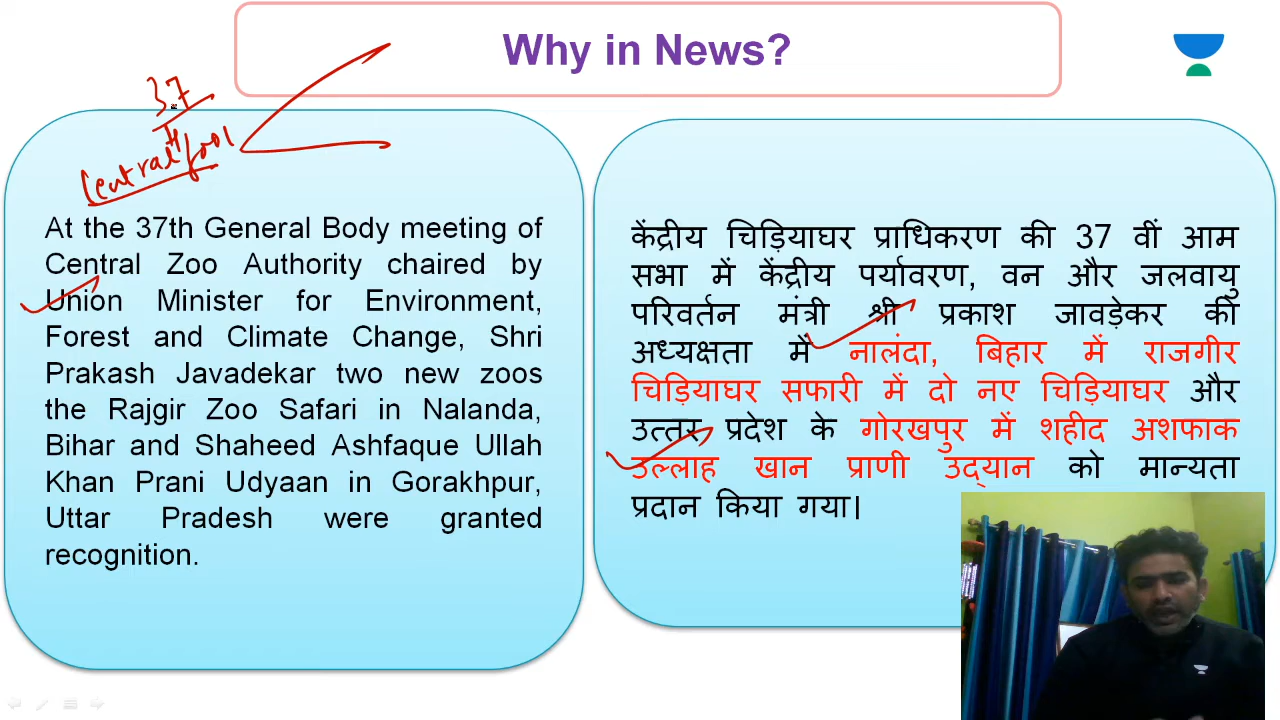 Why in News?
37
th
Central zoo
At the 37th General Body meeting of
Central Zoo Authority chaired by
Union Minister for Environment,
Forest and Climate Change, Shri
Prakash Javadekar two new zoos
the Rajgir Zoo Safari in Nalanda,
Bihar and Shaheed Ashfaque Ullah
Khan Prani Udyaan in Gorakhpur,
Uttar Pradesh were granted
recognition.
केंद्रीय चिड़ियाघर प्राधिकरण की 37 वीं आम
सभा में केंद्रीय पर्यावरण, वन और जलवायु
परिवर्तन मंत्री श्री प्रकाश जावड़ेकर की
अध्यक्षता में नालंदा, बिहार में राजगीर
चिड़ियाघर सफारी में दो नए चिड़ियाघर और
उत्तर प्रदेश के गोरखपुर में शहीद अशफाक
उल्लाह खान प्राणी उद्यान को मान्यता
प्रदान किया गया।